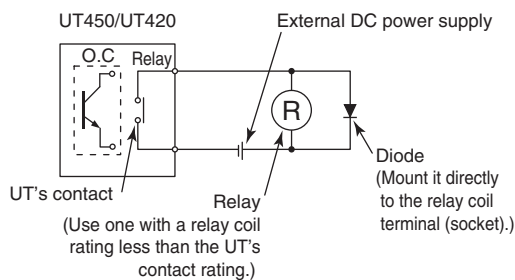 UT450/UT420
External DC power supply
O.C
Relay
R
UT's contact
Relay
(Use one with a relay coil
rating less than the UT's
contact rating.)
Diode
(Mount it directly
to the relay coil
terminal (socket).)